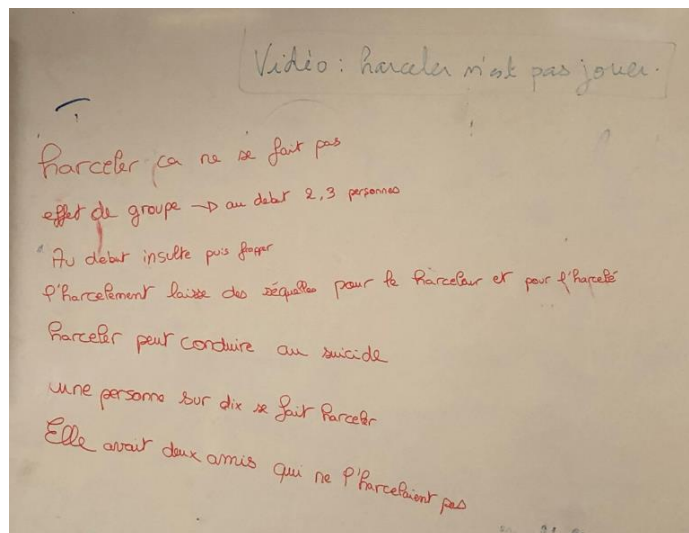 Vidéo : harceler n'est pas jouer.
harceler ça ne se fait pas
effet de groupe → au debut 2,3 personnes
Au debut insulte puis frapper
l'harcelement laisse des séquelles pour le harceleur et pour l'harcelé
harceler peut conduire au suicide
une personne sur dix se fait harceler
Elle avait deux amis qui ne l'harcelaient pas